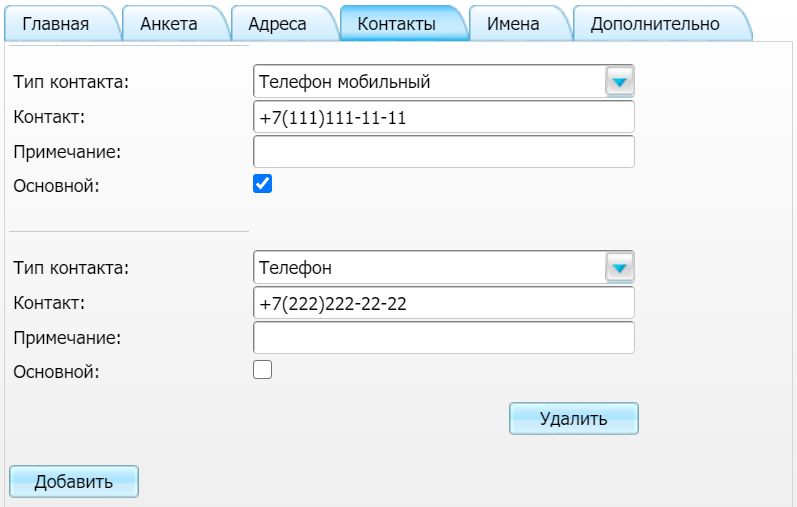 Главная Анкета Адреса Контакты Имена Дополнительно
Тип контакта: Телефон мобильный
Контакт: +7(111)111-11-11
Примечание:
Основной:
Тип контакта: Телефон
Контакт: +7(222)222-22-22
Примечание:
Основной:
Удалить
Добавить